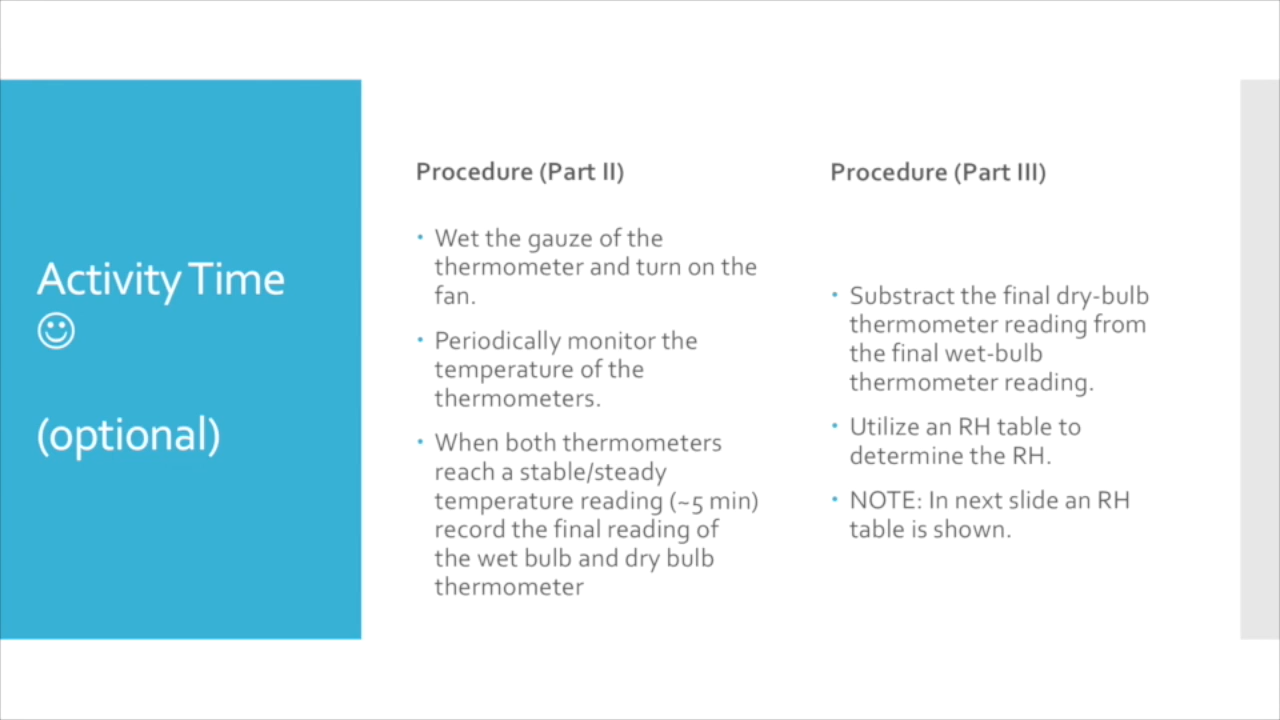 Activity Time
☺
(optional)
Procedure (Part II)
• Wet the gauze of the
thermometer and turn on the
fan.
• Periodically monitor the
temperature of the
thermometers.
• When both thermometers
reach a stable/steady
temperature reading (~5 min)
record the final reading of
the wet bulb and dry bulb
thermometer
Procedure (Part III)
• Substract the final dry-bulb
thermometer reading from
the final wet-bulb
thermometer reading.
• Utilize an RH table to
determine the RH.
• NOTE: In next slide an RH
table is shown.